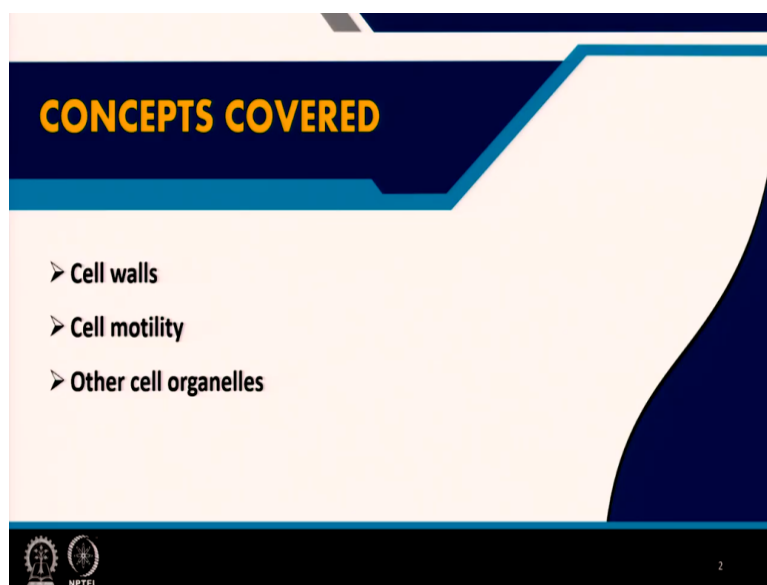 CONCEPTS COVERED
➢ Cell walls
➢ Cell motility
➢ Other cell organelles
NPTEL
2